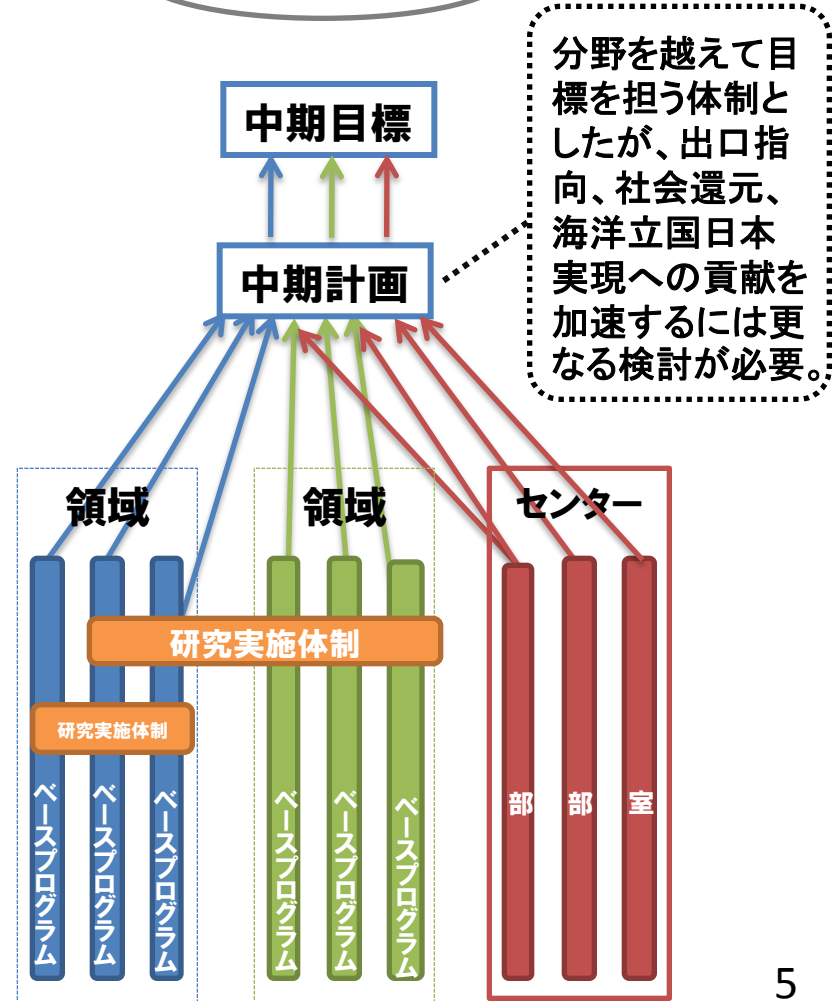 分野を越えて目
標を担う体制と
したが、出口指
向、社会還元、
海洋立国日本
実現への貢献を
加速するには更
なる検討が必要。
中期目標
中期計画
領域
領域
センター
研究実施体制
研究実施体制
ベースプログラム
ベースプログラム
ベースプログラム
ベースプログラム
ベースプログラム
ベースプログラム
部
部
室
5